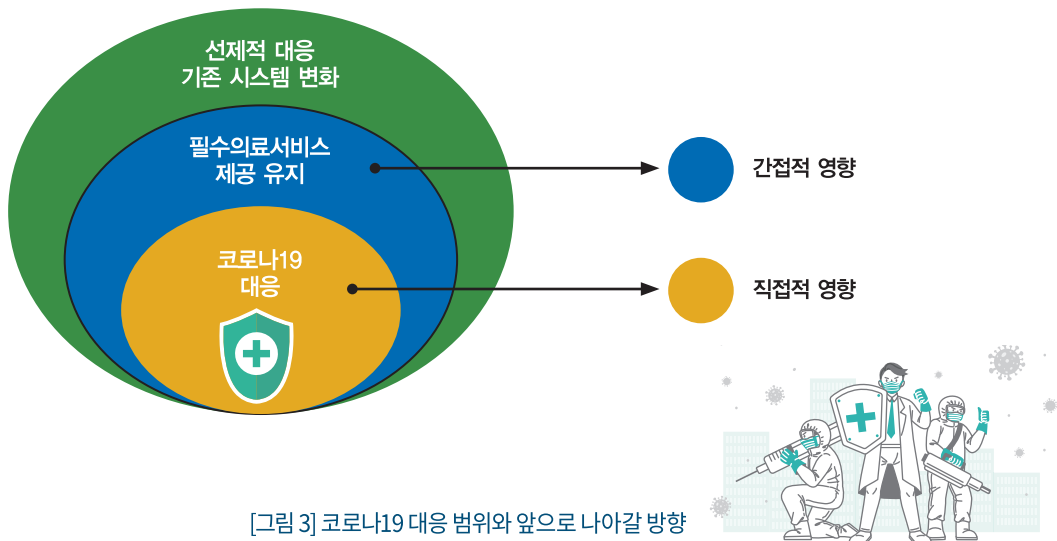 선제적 대응
기존 시스템 변화
필수의료서비스
제공 유지
간접적 영향
코로나19
대응
직접적 영향
[그림 3] 코로나19 대응 범위와 앞으로 나아갈 방향